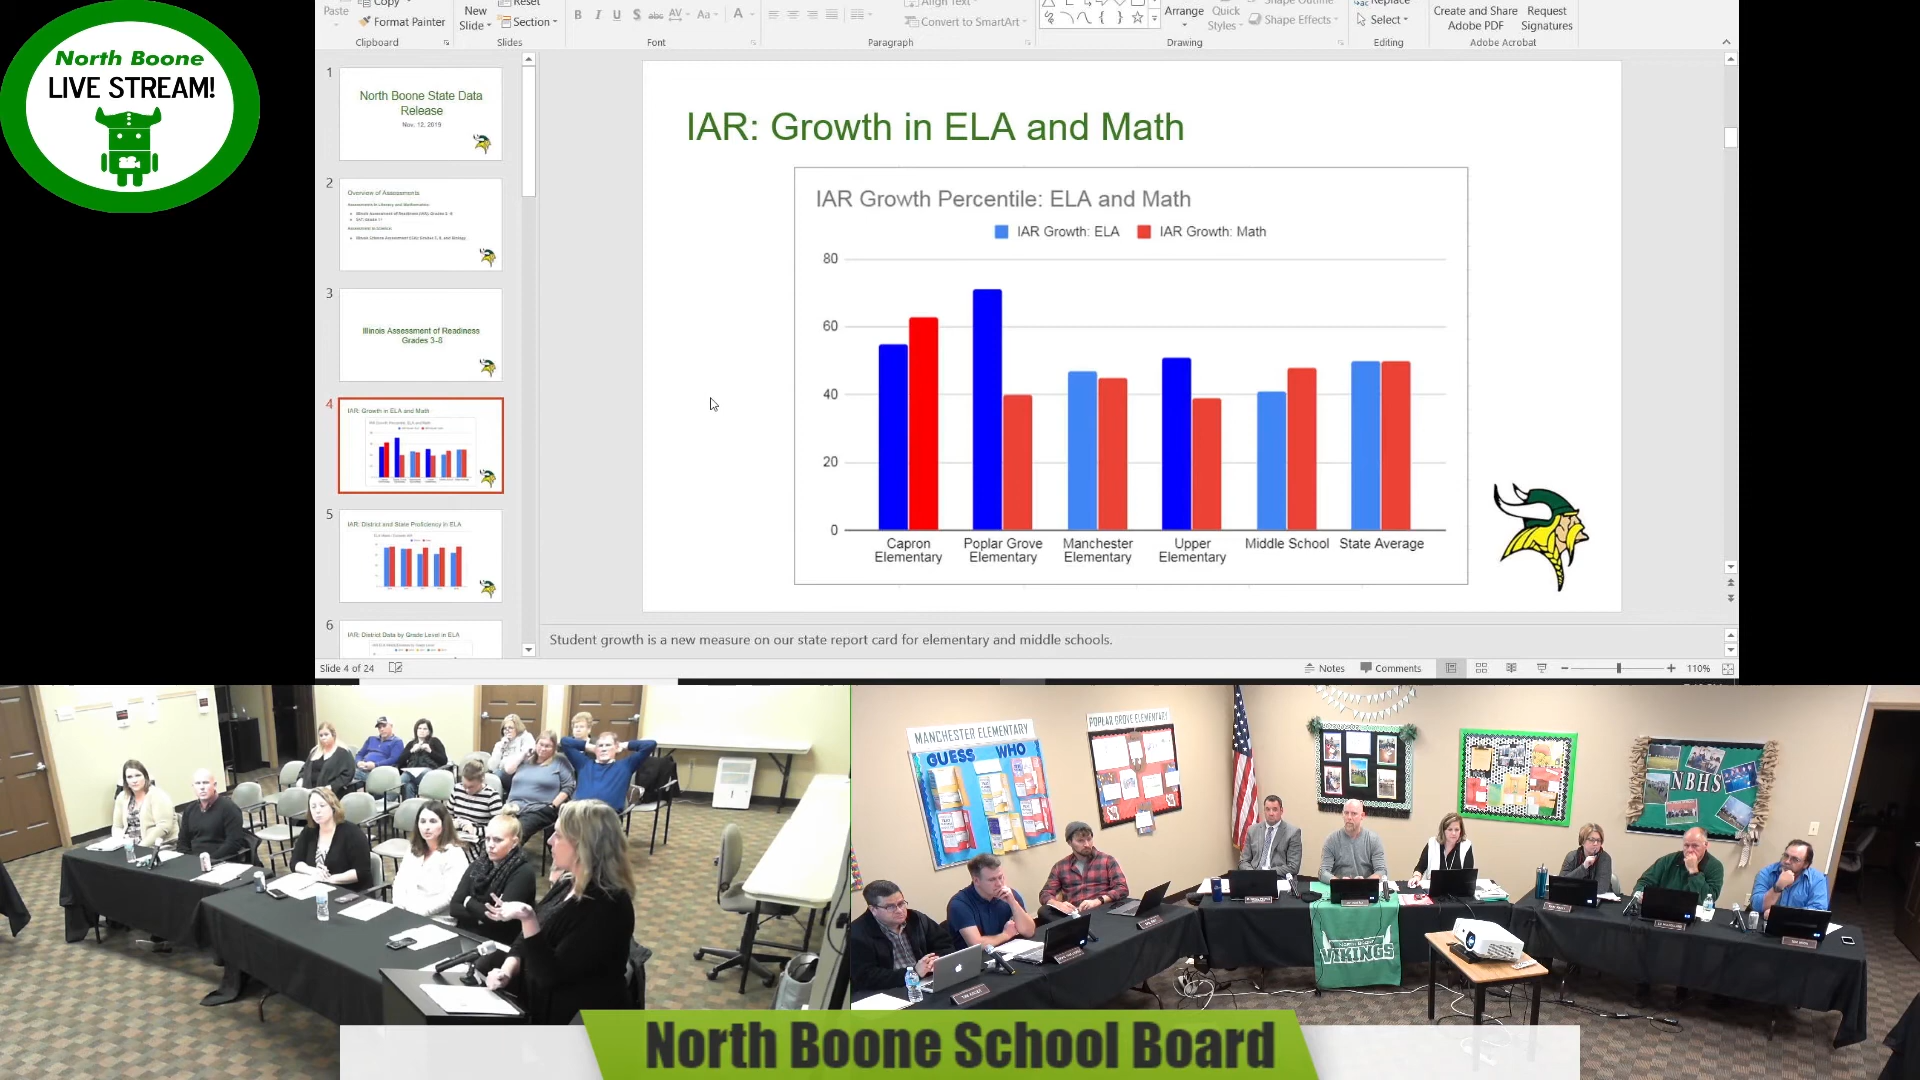 North Boone
LIVE STREAM!
Paste
Copy
Format Painter
Clipboard
New
Slide
Reset
Section
Slides
B I U S abc AV Aa A
Font
Align Text
Convert to SmartArt
Paragraph
Arrange
Quick
Styles
Shape Outline
Shape Effects
Drawing
Replace
Select
Editing
Create and Share
Adobe PDF
Request
Signatures
Adobe Acrobat
1
North Boone State Data
Release
Nov. 12, 2019
2
Overview of Assessments
3
Illinois Assessment of Readiness
Grades 3-8
4
IAR: Growth in ELA and Math
5
IAR: District and State Proficiency in ELA
6
IAR: District Data by Grade Level in ELA
IAR: Growth in ELA and Math
IAR Growth Percentile: ELA and Math
IAR Growth: ELA
IAR Growth: Math
80
60
40
20
0
Capron
Elementary
Poplar Grove
Elementary
Manchester
Elementary
Upper
Elementary
Middle School
State Average
Student growth is a new measure on our state report card for elementary and middle schools.
Slide 4 of 24
Notes
Comments
110%
MANCHESTER ELEMENTARY
GUESS WHO
POPLAR GROVE ELEMENTARY
NBHS
VIKINGS
North Boone School Board